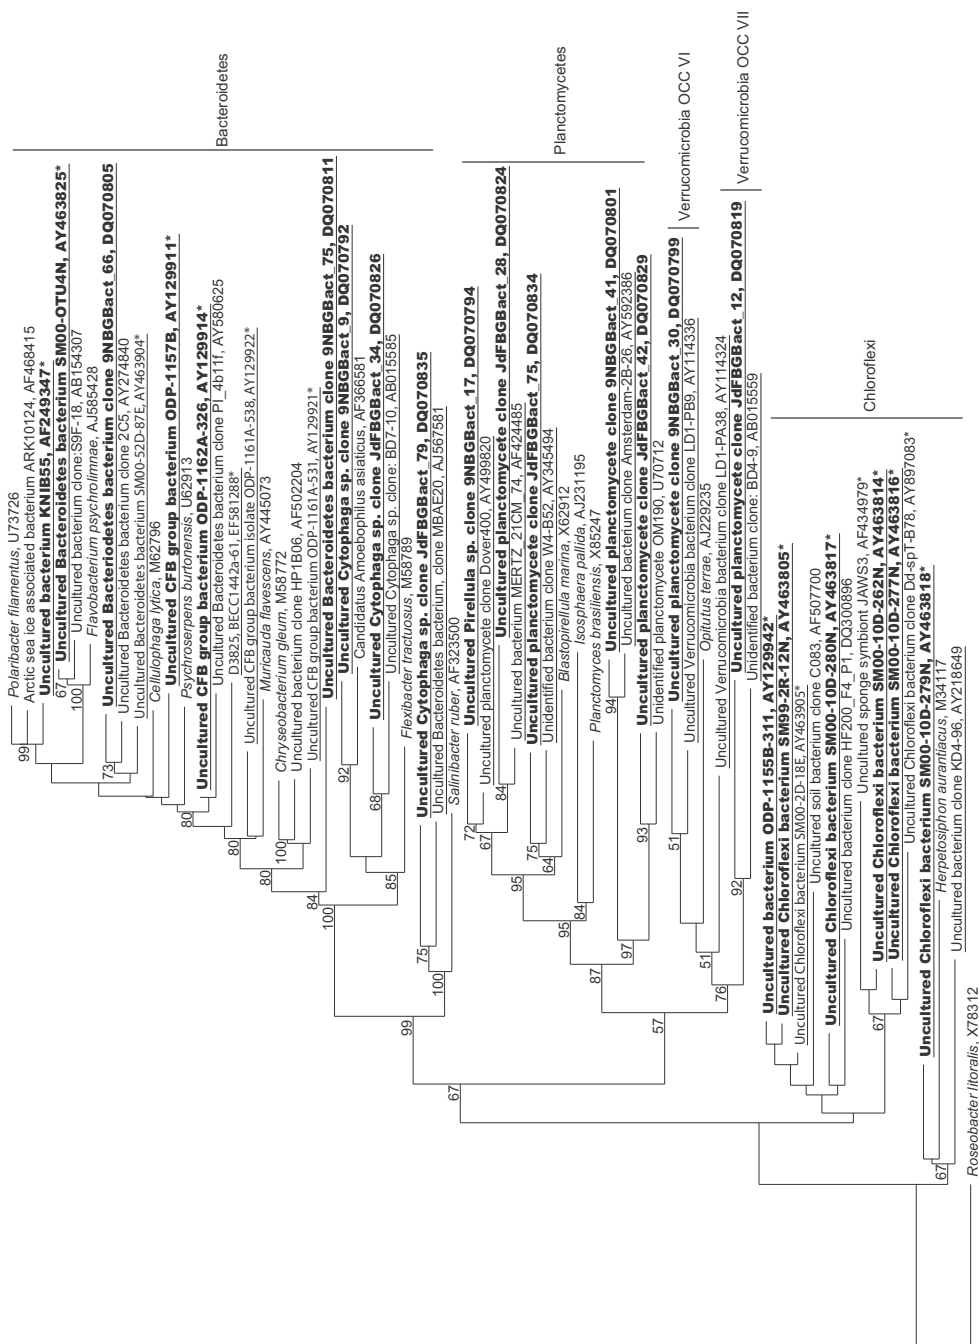 Polaribacter filamentus, U73726
Arctic sea ice associated bacterium ARK10124, AF468415
Uncultured bacterium KNIB55, AF249347*
Uncultured Bacteroidetes bacterium SM00-OTU4N, AY463825*
Uncultured bacterium clone:S9F-18, AB154307
Flavobacterium psychrolimnae, AJ585428
Uncultured Bacteriodetes bacterium clone 9NBGBact_66, DQ070805
Uncultured Bacteroidetes bacterium clone 2C5, AY274840
Uncultured Bacteroidetes bacterium SM00-52D-87E, AY463904*
Cellulophaga lytica, M62796
Uncultured CFB group bacterium ODP-1157B, AY129911*
Psychroserpens burtonensis, U62913
Uncultured CFB group bacterium ODP-1162A-326, AY129914*
Uncultured Bacteroidetes bacterium clone PI_4b11f, AY580625
D3825, BECC1442a-61, EF581288*
Uncultured CFB group bacterium isolate ODP-1161A-538, AY129922*
Muricauda flavescens, AY445073
Chryseobacterium gleum, M58772
Uncultured bacterium clone HP1B06, AF502204
Uncultured CFB group bacterium ODP-1161A-531, AY129921*
Uncultured Bacteroidetes bacterium clone 9NBGBact_75, DQ070811
Uncultured Cytophaga sp. clone 9NBGBact_9, DQ070792
Candidatus Amoebophilus asiaticus, AF366581
Uncultured Cytophaga sp. clone JdFBGBact_34, DQ070826
Uncultured Cytophaga sp. clone: BD7-10, AB015585
Flexibacter tractuosus, M58789
Uncultured Cytophaga sp. clone JdFBGBact_79, DQ070835
Uncultured Bacteroidetes bacterium, clone MBAE20, AJ567581
Salinibacter ruber, AF323500
Uncultured Pirellula sp. clone 9NBGBact_17, DQ070794
Uncultured planctomycete clone Dover400, AY499820
Uncultured planctomycete clone JdFBGBact_28, DQ070824
Uncultured bacterium MERTZ_21CM_74, AF424485
Uncultured planctomycete clone JdFBGBact_75, DQ070834
Unidentified bacterium clone W4-B52, AY345494
Blastopirellula marina, X62912
Isosphaera pallida, AJ231195
Planctomyces brasiliensis, X85247
Uncultured planctomycete clone 9NBGBact_41, DQ070801
Uncultured bacterium clone Amsterdam-2B-26, AY592386
Uncultured planctomycete clone JdFBGBact_42, DQ070829
Unidentified planctomycete OM190, U70712
Uncultured planctomycete clone 9NBGBact_30, DQ070799
Uncultured Verrucomicrobia bacterium clone LD1-PB9, AY114336
Opitutus terrae, AJ229235
Uncultured Verrucomicrobia bacterium clone LD1-PA38, AY114324
Uncultured planctomycete clone JdFBGBact_12, DQ070819
Unidentified bacterium clone: BD4-9, AB015559
Uncultured bacterium ODP-1155B-311, AY129942*
Uncultured Chloroflexi bacterium SM99-2R-12N, AY463805*
Uncultured Chloroflexi bacterium SM00-2D-18E, AY463905*
Uncultured soil bacterium clone C083, AF507700
Uncultured Chloroflexi bacterium SM00-10D-280N, AY463817*
Uncultured bacterium clone HF200_F4_P1, DQ300896
Uncultured sponge symbiont JAWS3, AF434979*
Uncultured Chloroflexi bacterium SM00-10D-262N, AY463814*
Uncultured Chloroflexi bacterium SM00-10D-277N, AY463816*
Uncultured Chloroflexi bacterium clone Dd-spT-B78, AY897083*
Uncultured Chloroflexi bacterium SM00-10D-279N, AY463818*
Herpetosiphon aurantiacus, M34117
Uncultured bacterium clone KD4-96, AY218649
Roseobacter litoralis, X78312
Bacteroidetes
Planctomycetes
Verrucomicrobia OCC VI
Verrucomicrobia OCC VII
Chloroflexi
99
67
100
73
80
80
80
100
84
100
92
68
85
75
100
99
72
67
84
95
75
64
95
84
87
94
97
93
57
51
51
76
92
67
67
67